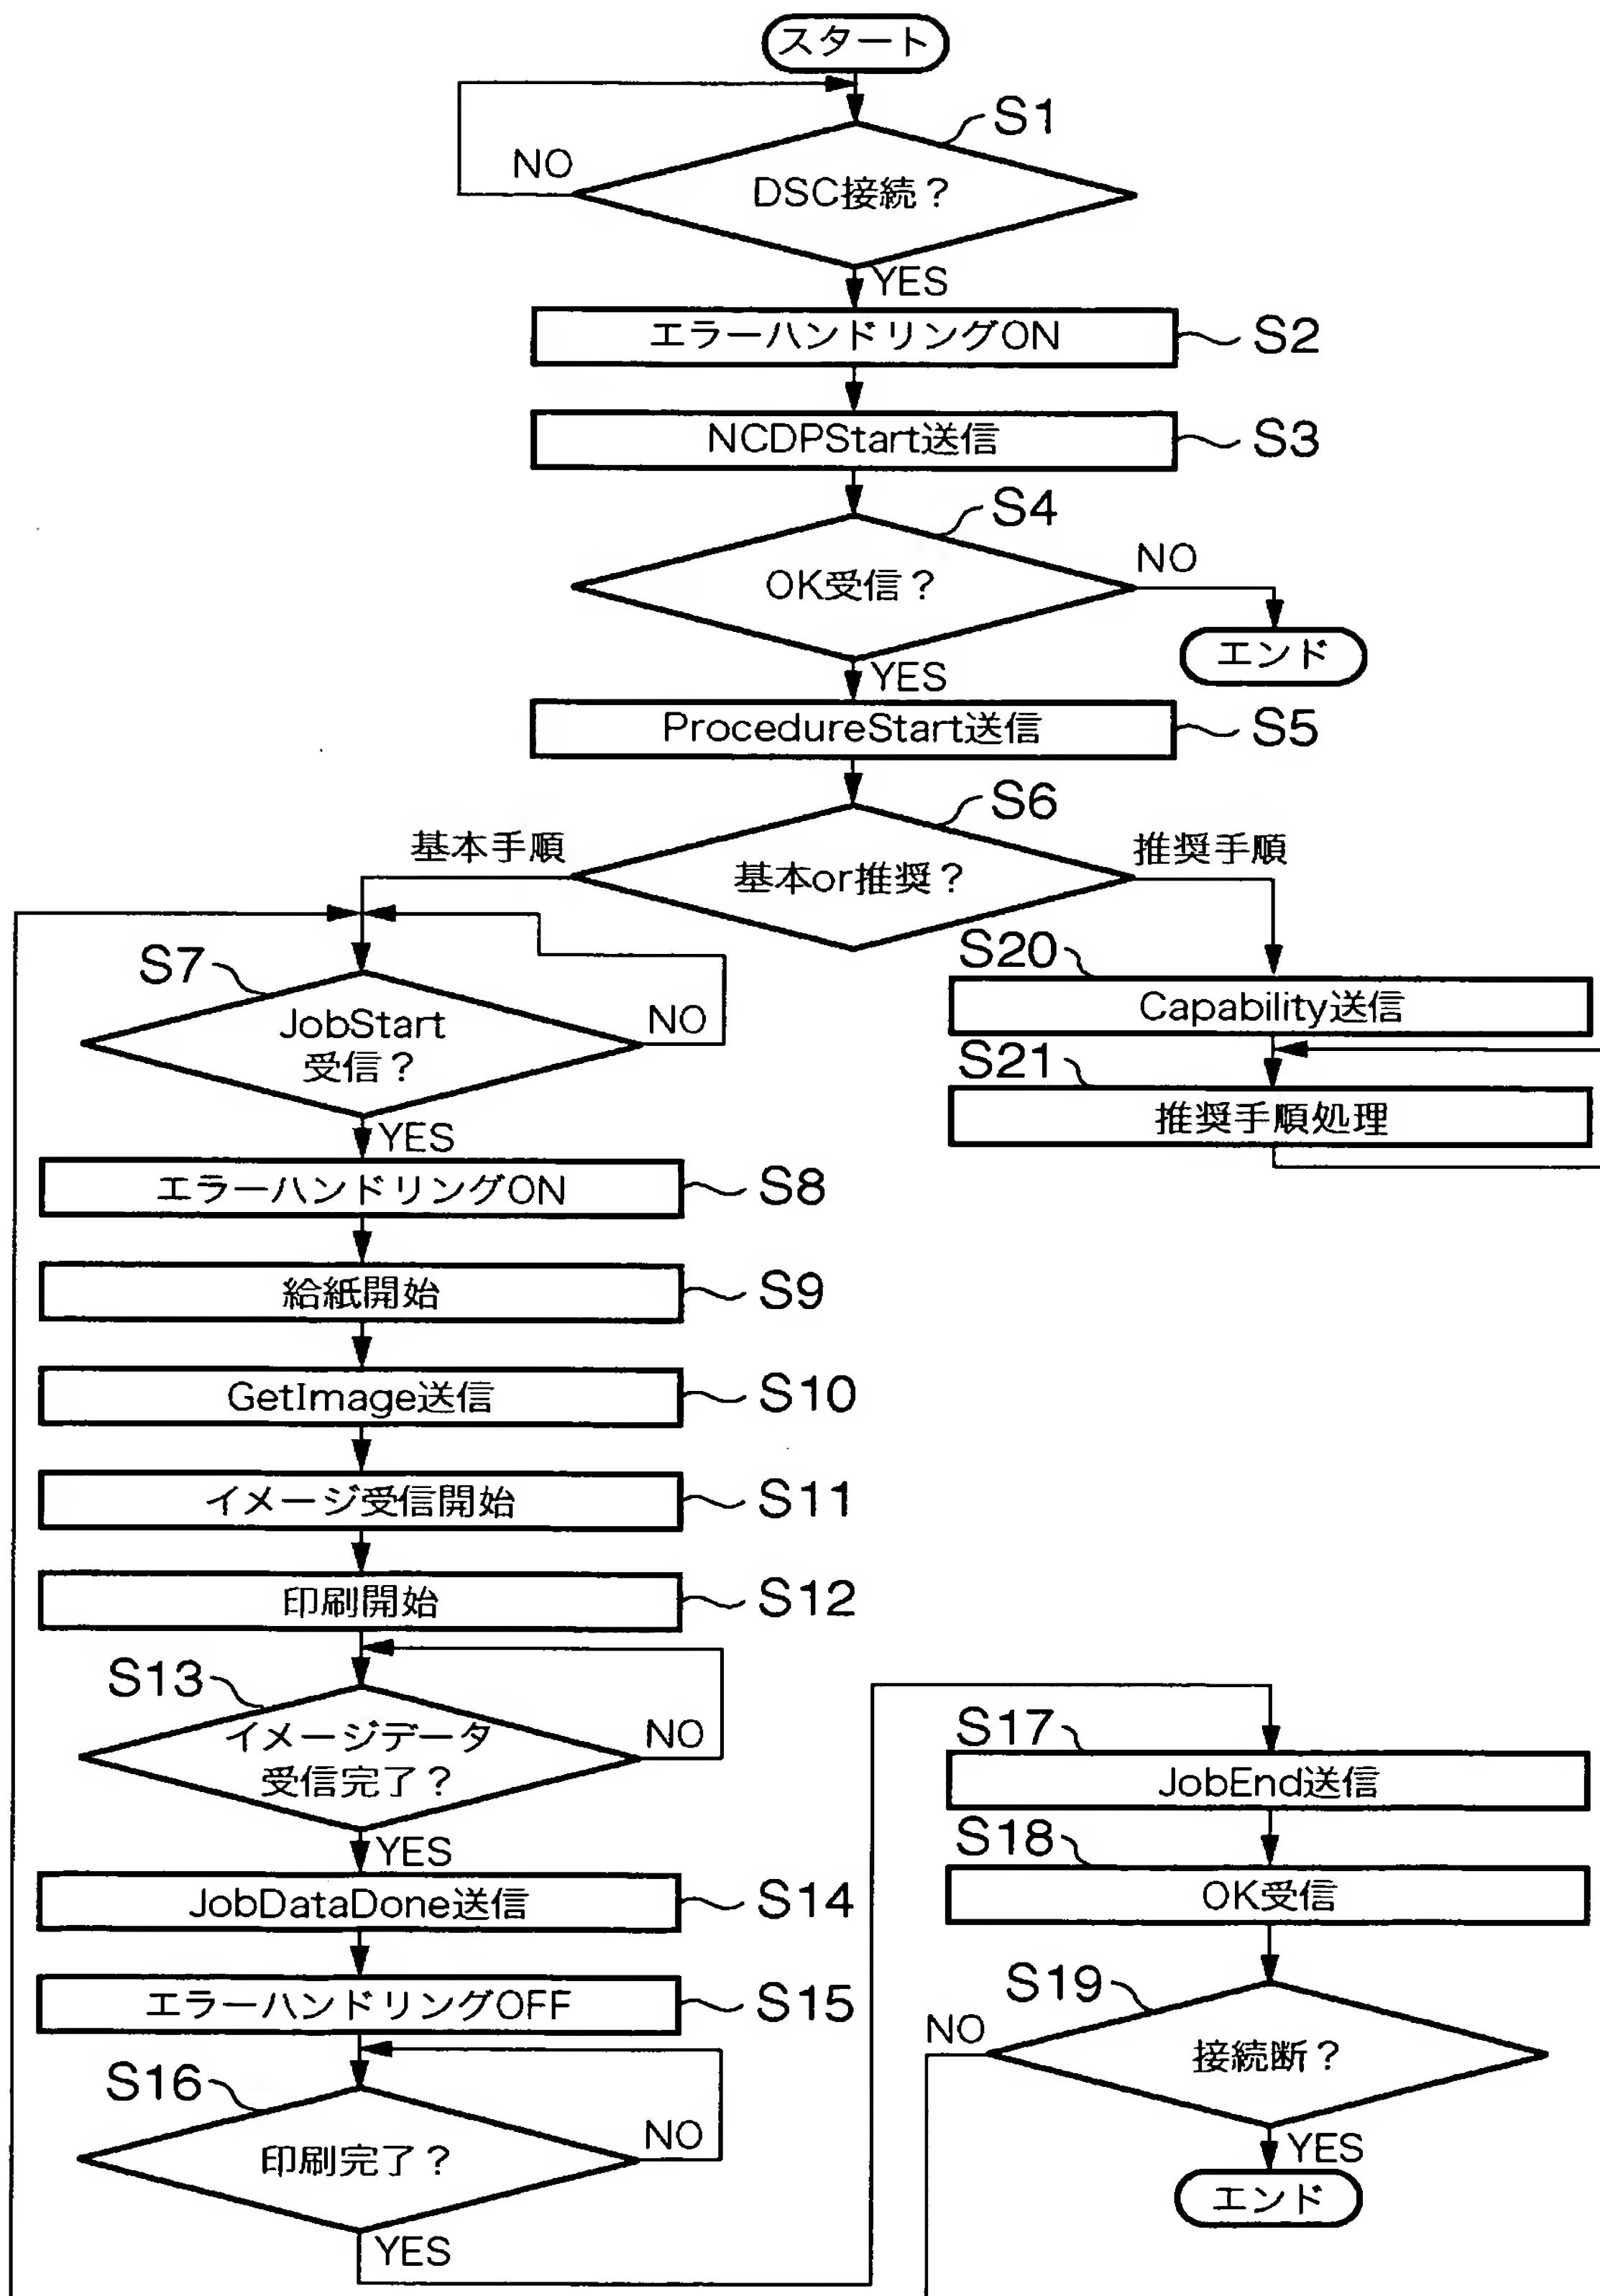 スタート
S1
NO
DSC接続？
YES
エラーハンドリングON
S2
NCDPStart送信
S3
S4
OK受信？
NO
エンド
YES
ProcedureStart送信
S5
S6
基本手順
基本or推奨？
推奨手順
S7
JobStart
受信？
NO
YES
S20
Capability送信
S21
推奨手順処理
エラーハンドリングON
S8
給紙開始
S9
GetImage送信
S10
イメージ受信開始
S11
印刷開始
S12
S13
イメージデータ
受信完了？
NO
YES
JobDataDone送信
S14
エラーハンドリングOFF
S15
S16
印刷完了？
NO
YES
S17
JobEnd送信
S18
OK受信
S19
NO
接続断？
YES
エンド